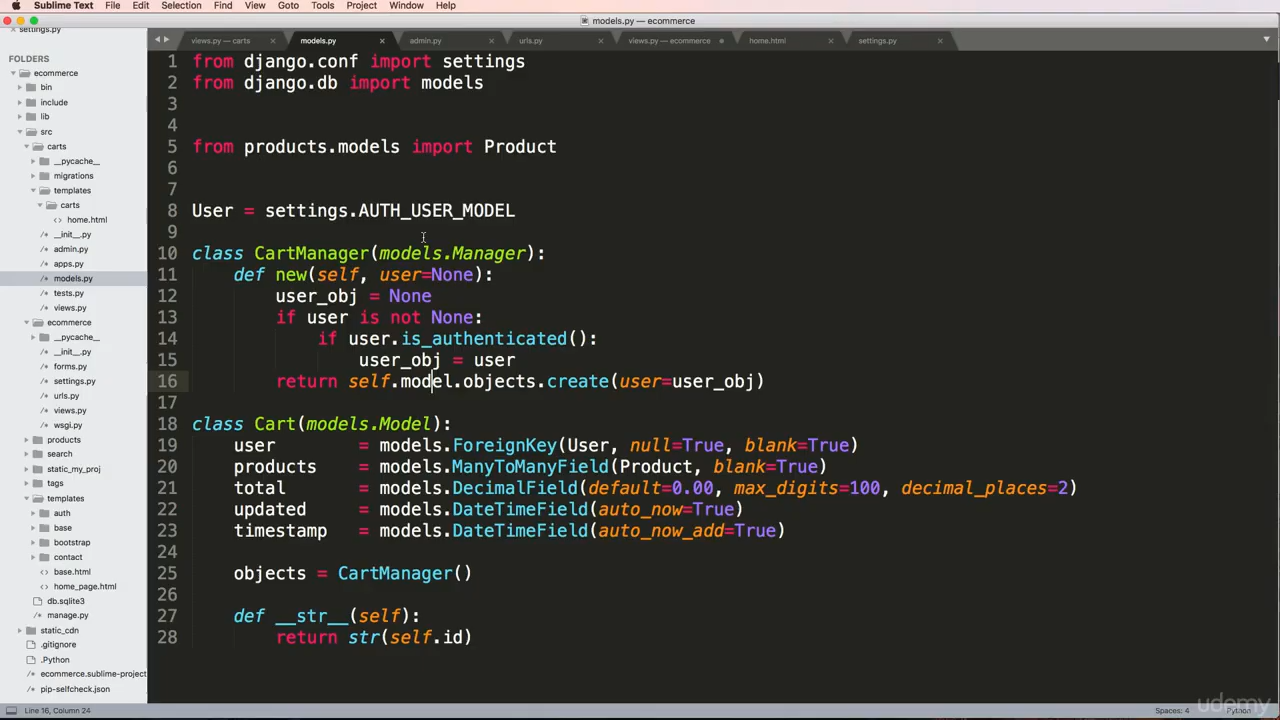 Sublime Text File Edit Selection Find View Goto Tools Project Window Help
models.py — ecommerce
settings.py
FOLDERS
ecommerce
bin
include
lib
src
carts
__pycache__
migrations
templates
carts
home.html
__init__.py
admin.py
apps.py
models.py
tests.py
views.py
ecommerce
__pycache__
__init__.py
forms.py
settings.py
urls.py
views.py
wsgi.py
products
search
static_my_proj
tags
templates
auth
base
bootstrap
contact
base.html
home_page.html
db.sqlite3
manage.py
static_cdn
.gitignore
.Python
ecommerce.sublime-project
pip-selfcheck.json
views.py — carts models.py admin.py urls.py views.py — ecommerce home.html settings.py
1 from django.conf import settings
2 from django.db import models
3
4
5 from products.models import Product
6
7
8 User = settings.AUTH_USER_MODEL
9
10 class CartManager(models.Manager):
11 def new(self, user=None):
12 user_obj = None
13 if user is not None:
14 if user.is_authenticated():
15 user_obj = user
16 return self.model.objects.create(user=user_obj)
17
18 class Cart(models.Model):
19 user = models.ForeignKey(User, null=True, blank=True)
20 products = models.ManyToManyField(Product, blank=True)
21 total = models.DecimalField(default=0.00, max_digits=100, decimal_places=2)
22 updated = models.DateTimeField(auto_now=True)
23 timestamp = models.DateTimeField(auto_now_add=True)
24
25 objects = CartManager()
26
27 def __str__(self):
28 return str(self.id)
Line 16, Column 24
Spaces: 4
Python
udemy